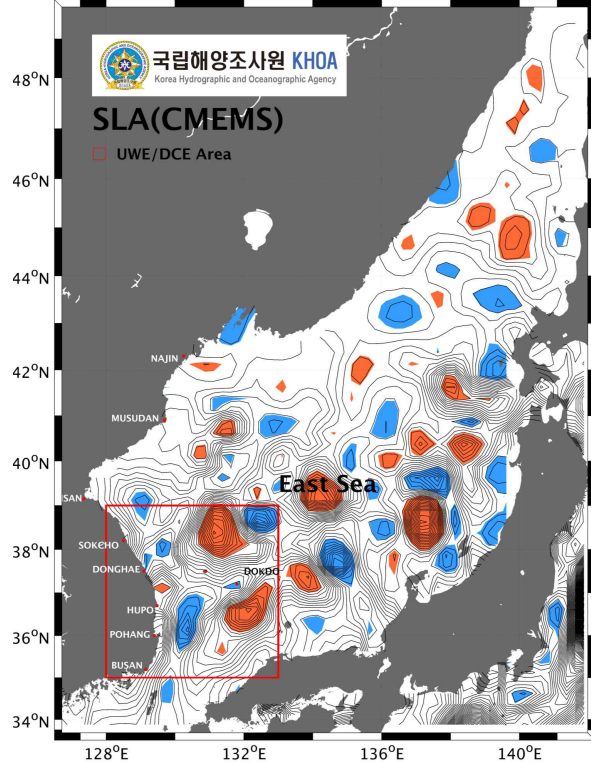 국립해양조사원 KHOA
Korea Hydrographic and Oceanographic Agency
SLA(CMEMS)
UWE/DCE Area
48°N
46°N
44°N
42°N
40°N
38°N
36°N
34°N
NAJIN
MUSUDAN
SAN
East Sea
SOKCHO
DONGHAE
DOKDO
HUPO
POHANG
BUSAN
128°E
132°E
136°E
140°E